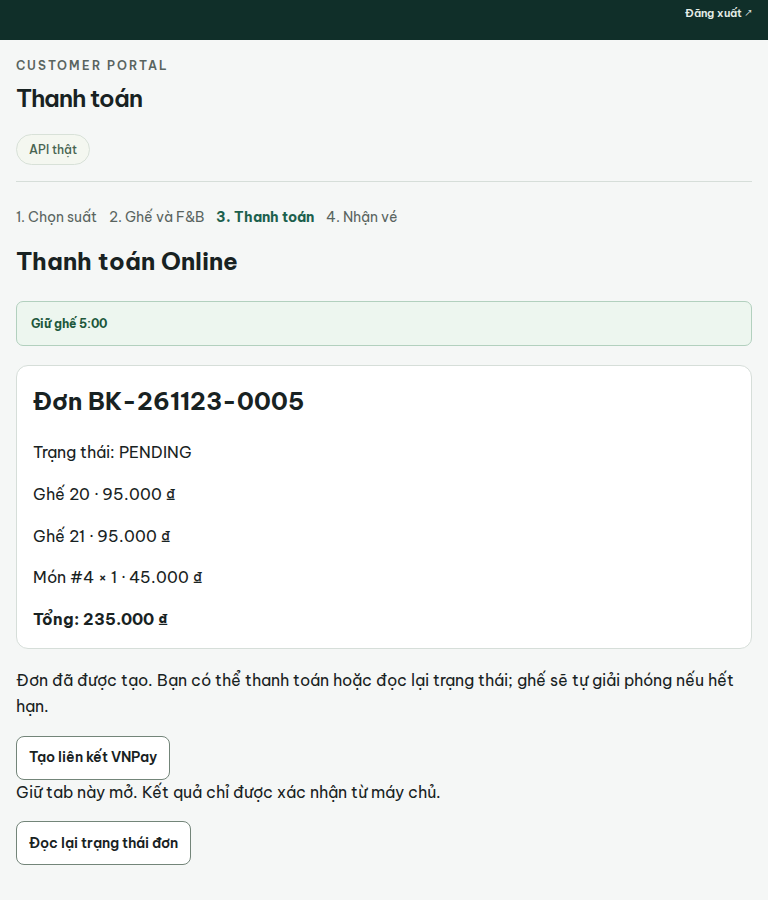 Đăng xuất ↗
CUSTOMER PORTAL
Thanh toán
API thật
1. Chọn suất 2. Ghế và F&B 3. Thanh toán 4. Nhận vé
Thanh toán Online
Giữ ghế 5:00
Đơn BK-261123-0005
Trạng thái: PENDING
Ghế 20 · 95.000 ₫
Ghế 21 · 95.000 ₫
Món #4 × 1 · 45.000 ₫
Tổng: 235.000 ₫
Đơn đã được tạo. Bạn có thể thanh toán hoặc đọc lại trạng thái; ghế sẽ tự giải phóng nếu hết
hạn.
Tạo liên kết VNPay
Giữ tab này mở. Kết quả chỉ được xác nhận từ máy chủ.
Đọc lại trạng thái đơn